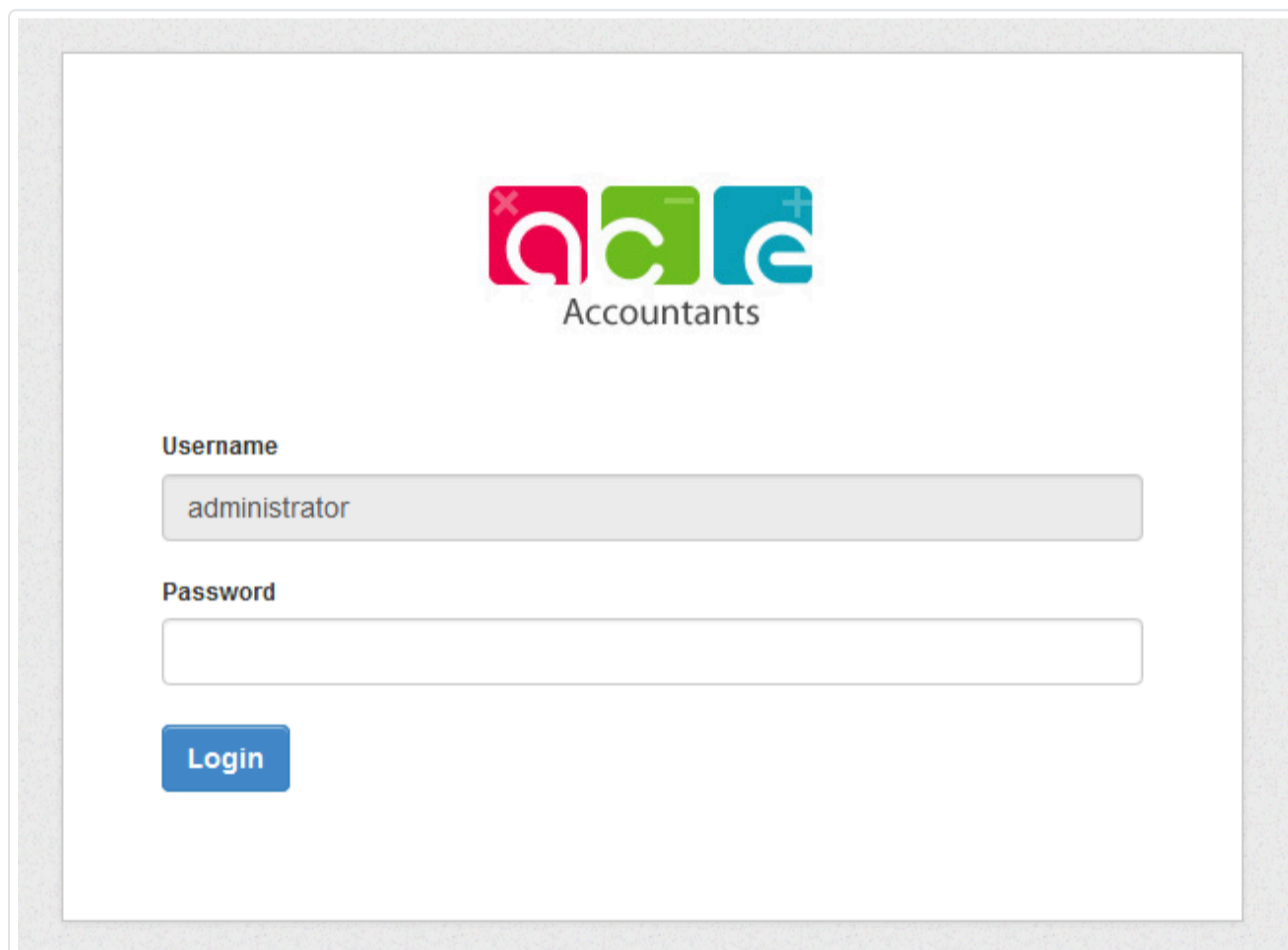 ace
Accountants
Username
administrator
Password
Login